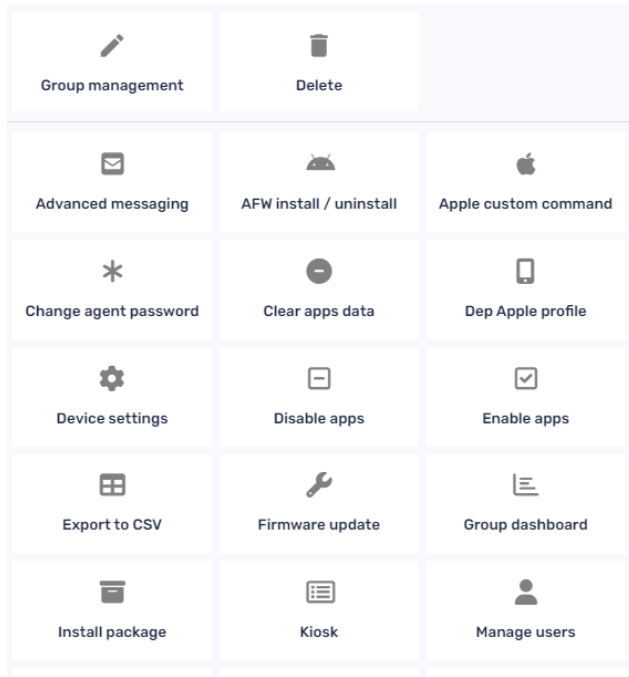 Group management
Delete
Advanced messaging
AFW install / uninstall
Apple custom command
Change agent password
Clear apps data
Dep Apple profile
Device settings
Disable apps
Enable apps
Export to CSV
Firmware update
Group dashboard
Install package
Kiosk
Manage users